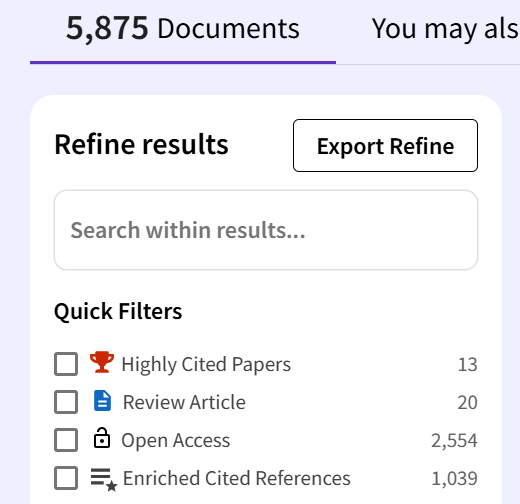 5,875 Documents
You may als
Refine results
Export Refine
Search within results...
Quick Filters
Highly Cited Papers 13
Review Article 20
Open Access 2,554
Enriched Cited References 1,039